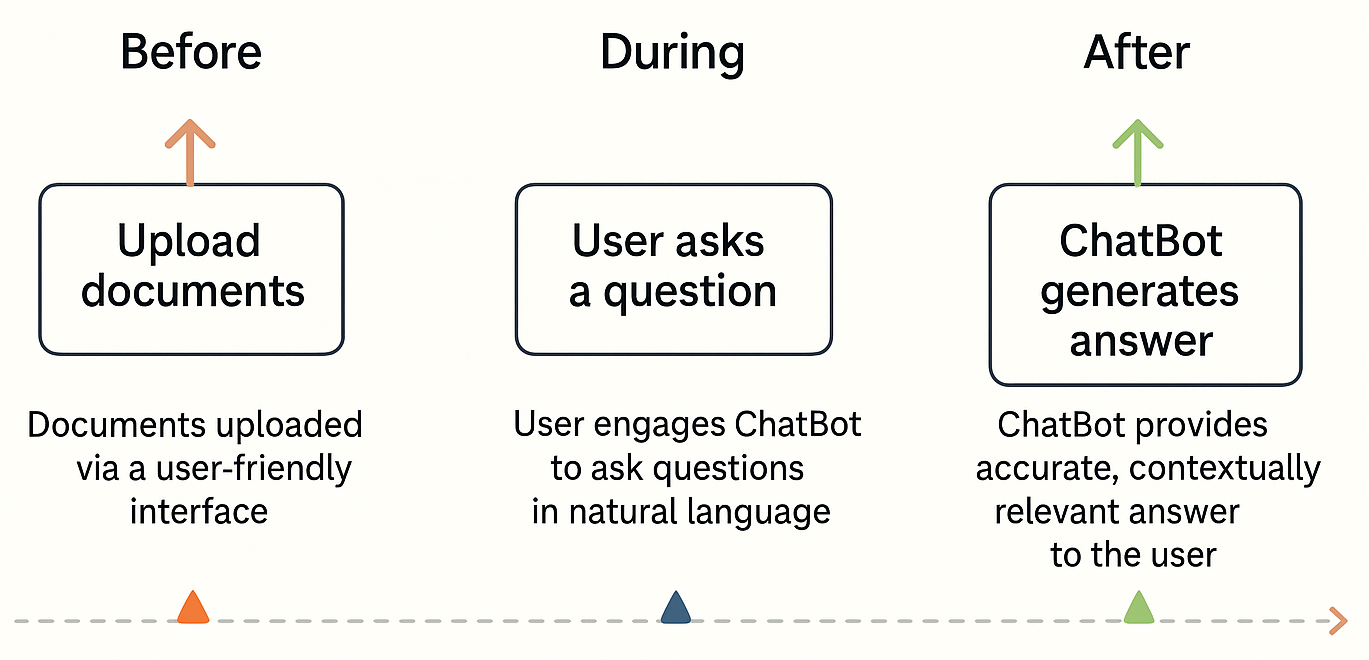 Before
During
After
Upload
documents
User asks
a question
ChatBot
generates
answer
Documents uploaded
via a user-friendly
interface
User engages ChatBot
to ask questions
in natural language
ChatBot provides
accurate, contextually
relevant answer
to the user